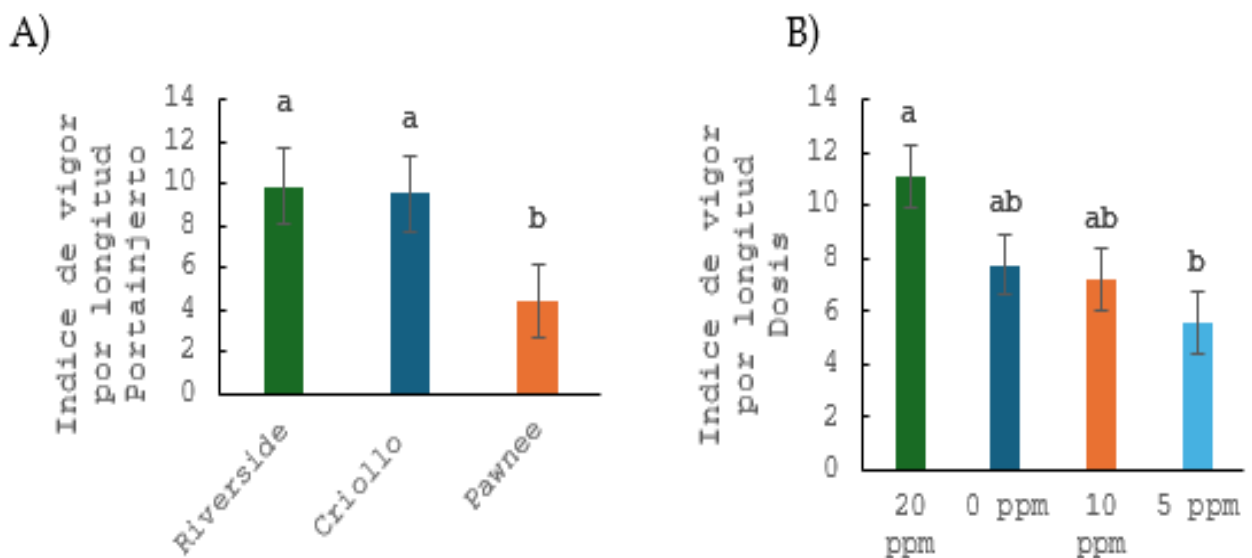 A)
Indice de vigor
por longitud
Portainjerto
14
12
10
8
6
4
2
0
a
a
b
Riverside
Criollo
Pawnee
B)
Indice de vigor
por longitud
Dosis
14
12
10
8
6
4
2
0
a
ab
ab
b
20
ppm
0 ppm
10
ppm
5 ppm